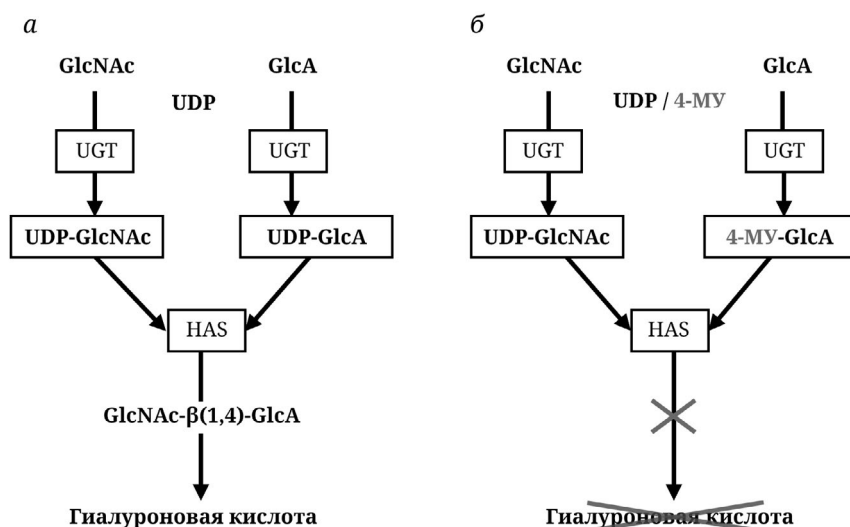 а
GlcNAc
GlcA
UDP
UGT
UGT
UDP-GlcNAc
UDP-GlcA
HAS
GlcNAc-β(1,4)-GlcA
Гиалуроновая кислота
б
GlcNAc
GlcA
UDP / 4-МУ
UGT
UGT
UDP-GlcNAc
4-МУ-GlcA
HAS
Гиалуроновая кислота